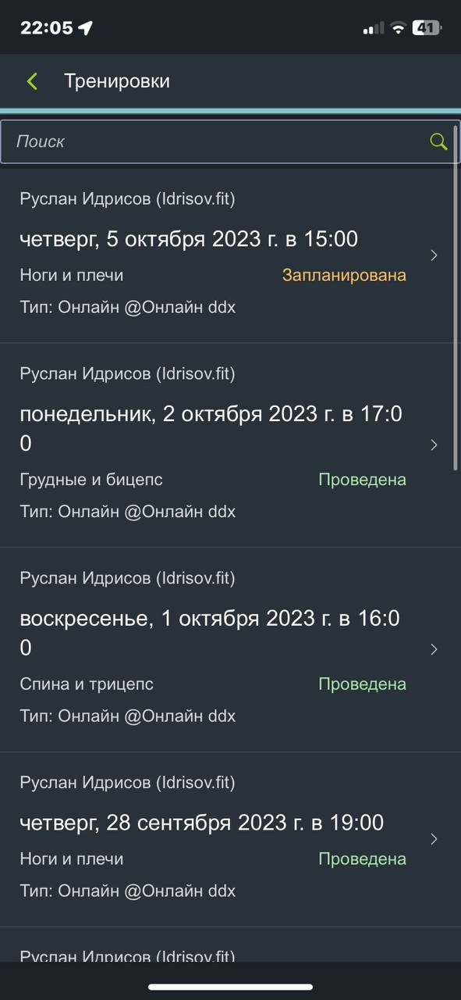 22:05
41
Тренировки
Поиск
Руслан Идрисов (Idrisov.fit)
четверг, 5 октября 2023 г. в 15:00
Ноги и плечи Запланирована
Тип: Онлайн @Онлайн ddx
Руслан Идрисов (Idrisov.fit)
понедельник, 2 октября 2023 г. в 17:0
0
Грудные и бицепс Проведена
Тип: Онлайн @Онлайн ddx
Руслан Идрисов (Idrisov.fit)
воскресенье, 1 октября 2023 г. в 16:0
0
Спина и трицепс Проведена
Тип: Онлайн @Онлайн ddx
Руслан Идрисов (Idrisov.fit)
четверг, 28 сентября 2023 г. в 19:00
Ноги и плечи Проведена
Тип: Онлайн @Онлайн ddx
Руслан Идрисов (Idrisov.fit)